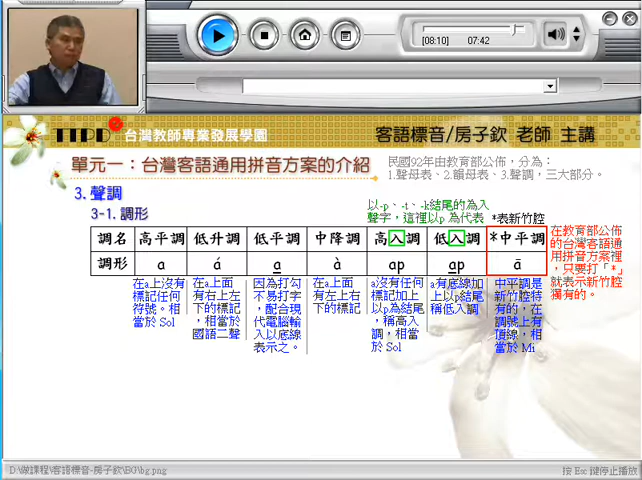 [08:10] 07:42
TTPD 台灣教師專業發展學園
客語標音/房子欽 老師 主講
單元一：台灣客語通用拼音方案的介紹
民國92年由教育部公佈，分為：
1.聲母表、2.韻母表、3.聲調，三大部分。
3. 聲調
3-1. 調形
以-p、-t、-k結尾的為入
聲字，這裡以p 為代表
*表新竹腔
調名 高平調 低升調 低平調 中降調 高入調 低入調 *中平調
調形 a á a à ap ap ā
在a上沒有
標記任何
符號。相
當於 Sol
在a上面
有右上左
下的標記
，相當於
國語二聲
因為打勾
不易打字
，配合現
代電腦輸
入以底線
表示之。
在a上面
有左上右
下的標記
a沒有任
何標記加
上以p為結尾
，稱高入
調，相當
於 Sol
a有底線加
上以p結尾
稱低入調
中平調是
新竹腔特
有的，在
調號上有
頂線，相
當於 Mi
在教育部公佈
的台灣客語通
用拼音方案裡
，只要打「*」
就表示新竹腔
獨有的。
D:\做課程\客語標音-房子欽\BG\bg.png
按 Esc 鍵停止播放